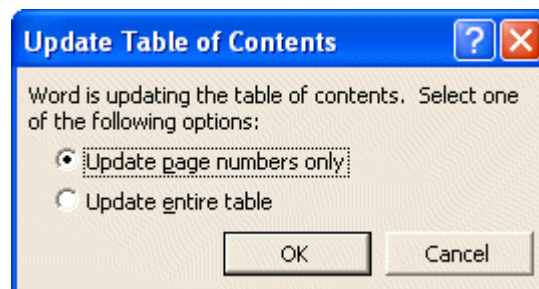 Update Table of Contents
Word is updating the table of contents. Select one
of the following options:
Update page numbers only
Update entire table
OK Cancel